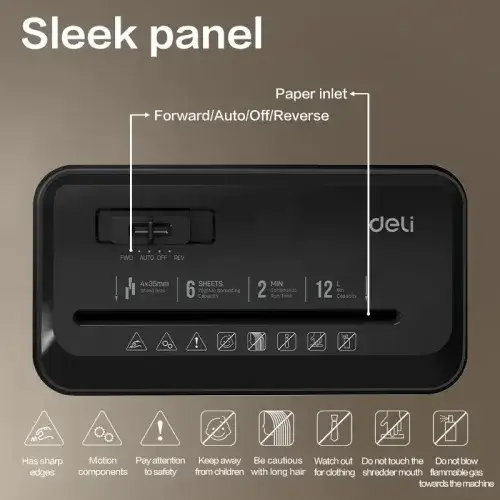 Sleek panel
Paper inlet
Forward/Auto/Off/Reverse
deli
FWD AUTO OFF REV
4x35mm
6 SHEETS
Capacity
2 MIN
12 L
Capacity
Has sharp
edges
Motion
components
Pay attention
to safety
Keep away
from children
Be cautious
with long hair
Watch out
for clothing
Do not touch the
shredder mouth
Do not blow
flammable gas
towards the machine